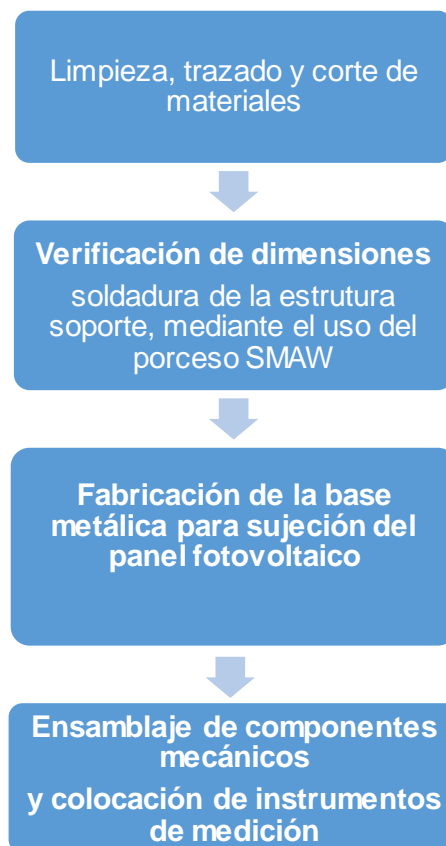 Limpieza, trazado y corte de
materiales
Verificación de dimensiones
soldadura de la estrutura
soporte, mediante el uso del
porceso SMAW
Fabricación de la base
metálica para sujeción del
panel fotovoltaico
Ensamblaje de componentes
mecánicos
y colocación de instrumentos
de medición